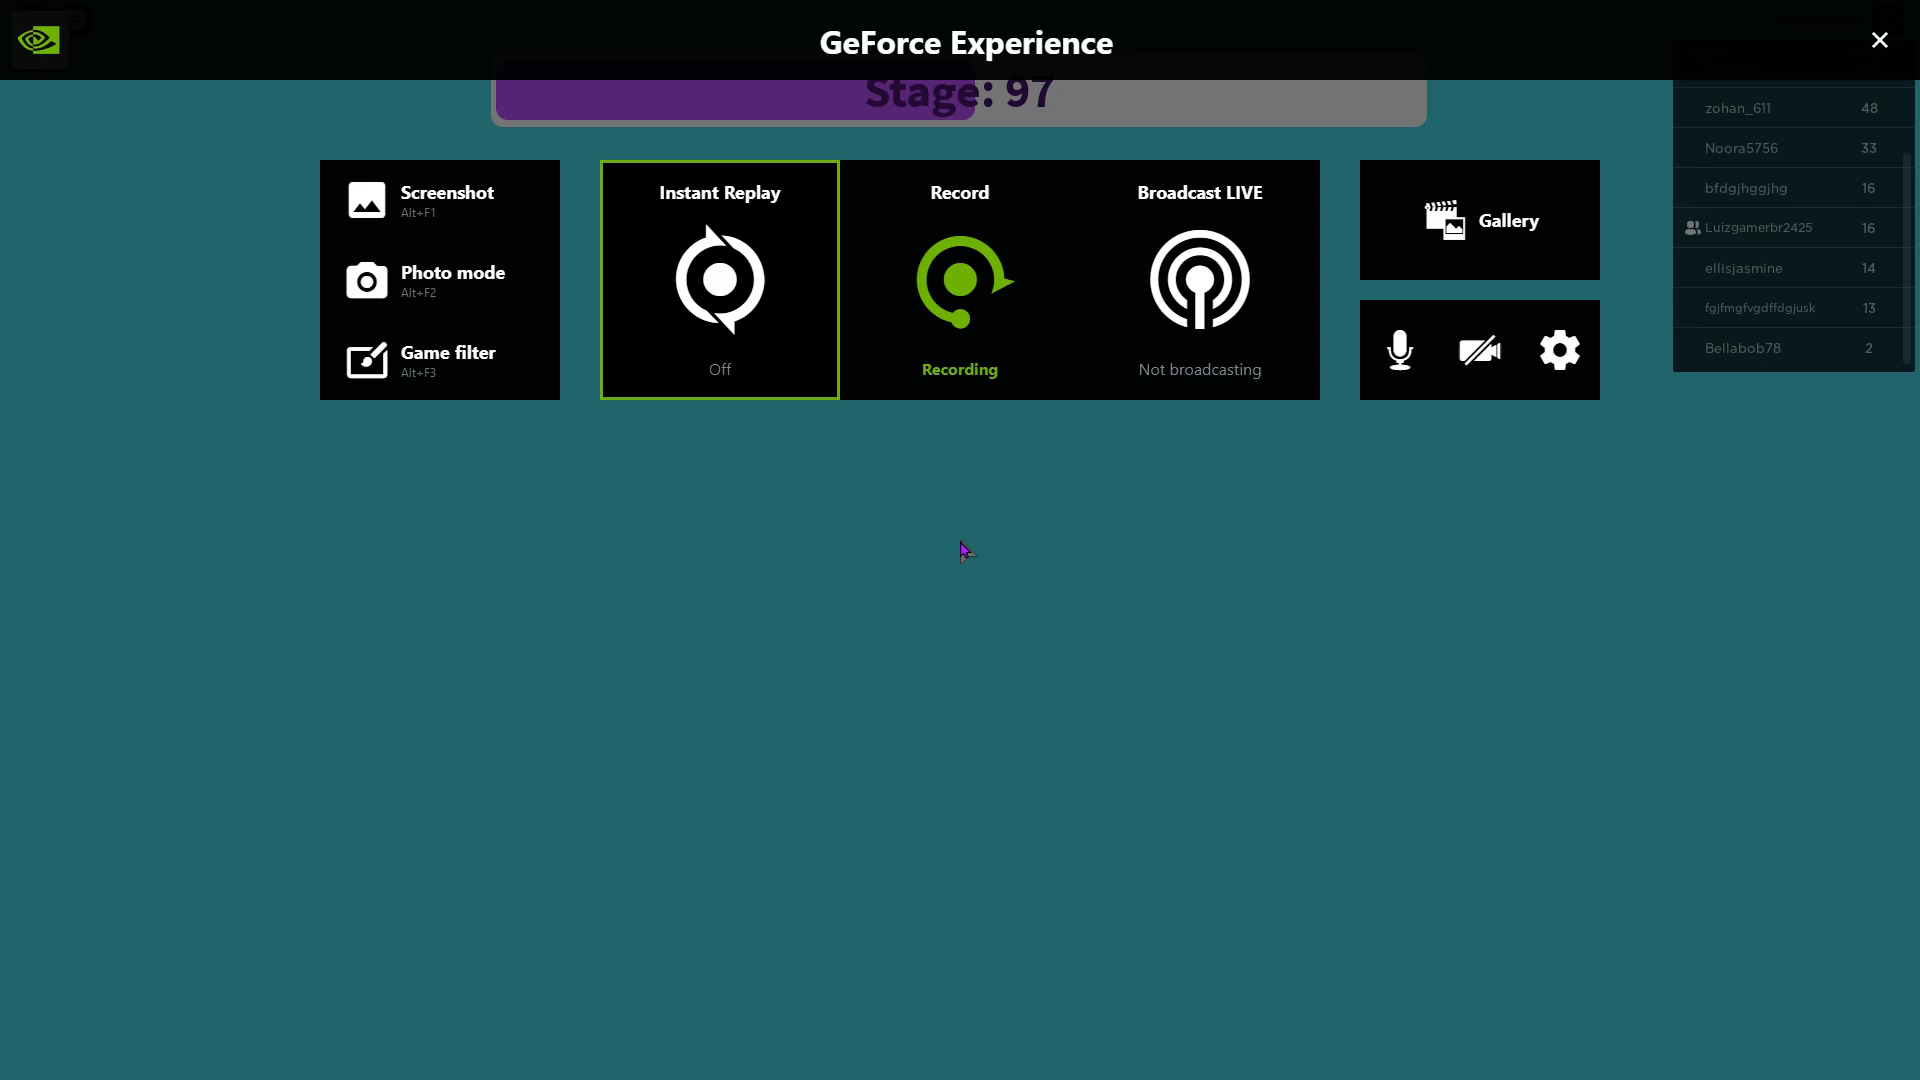 GeForce Experience
Stage: 97
Screenshot
Alt+F1
Photo mode
Alt+F2
Game filter
Alt+F3
Instant Replay
Off
Record
Recording
Broadcast LIVE
Not broadcasting
Gallery
zohan_611 48
Noora5756 33
bfdgjhggjhg 16
Luizgamerbr2425 16
ellisjasmine 14
fgjfmgfvgdffdgjusk 13
Bellabob78 2